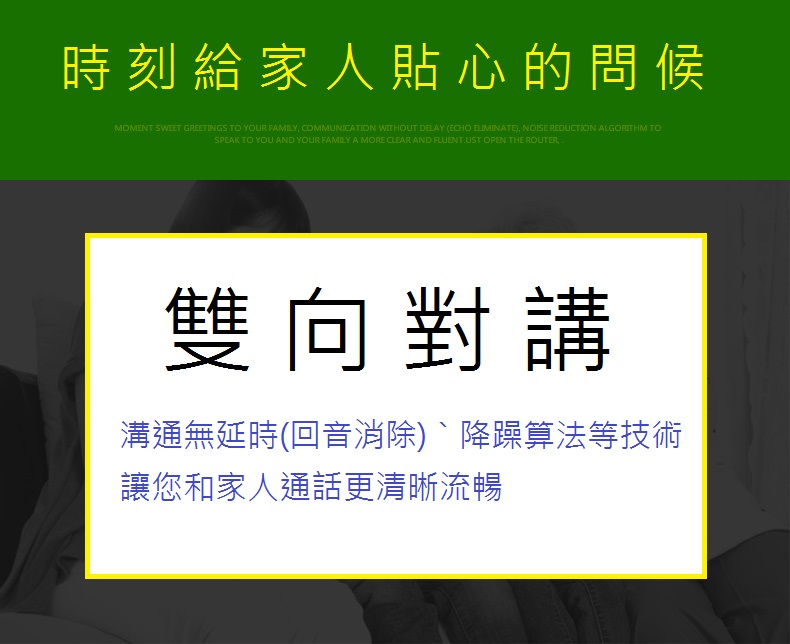 時刻給家人貼心的問候
MOMENT SWEET GREETINGS TO YOUR FAMILY, COMMUNICATION WITHOUT DELAY (ECHO ELIMINATE), NOISE REDUCTION ALGORITHM TO
SPEAK TO YOU AND YOUR FAMILY A MORE CLEAR AND FLUENT.UST OPEN THE ROUTER, .
雙向對講
溝通無延時(回音消除)`降躁算法等技術
讓您和家人通話更清晰流暢